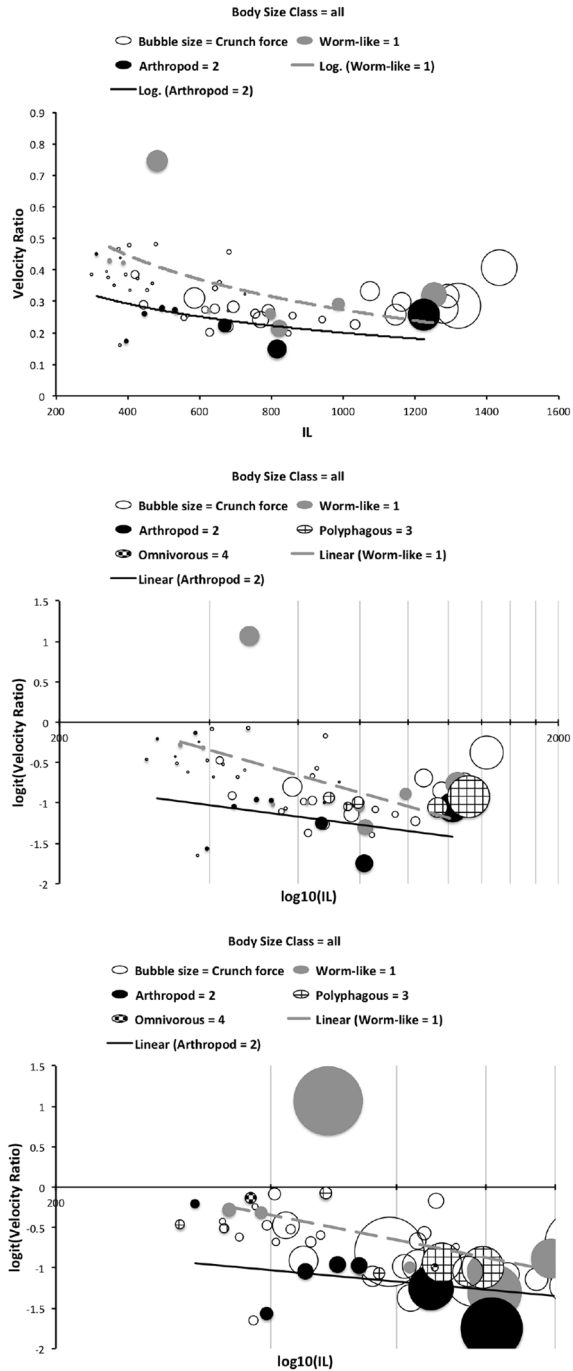 Body Size Class = all
Bubble size = Crunch force Worm-like = 1
Arthropod = 2 Log. (Worm-like = 1)
Log. (Arthropod = 2)
0.9
0.8
0.7
0.6
0.5
0.4
0.3
0.2
0.1
0
Velocity Ratio
200 400 600 800 1000 1200 1400 1600
IL
Body Size Class = all
Bubble size = Crunch force Worm-like = 1
Arthropod = 2 Polyphagous = 3
Omnivorous = 4 Linear (Worm-like = 1)
Linear (Arthropod = 2)
1.5
1
0.5
0
200 2000
-0.5
-1
-1.5
-2
logit(Velocity Ratio)
log10(IL)
Body Size Class = all
Bubble size = Crunch force Worm-like = 1
Arthropod = 2 Polyphagous = 3
Omnivorous = 4 Linear (Worm-like = 1)
Linear (Arthropod = 2)
1.5
1
0.5
0
200
-0.5
-1
-1.5
-2
logit(Velocity Ratio)
log10(IL)